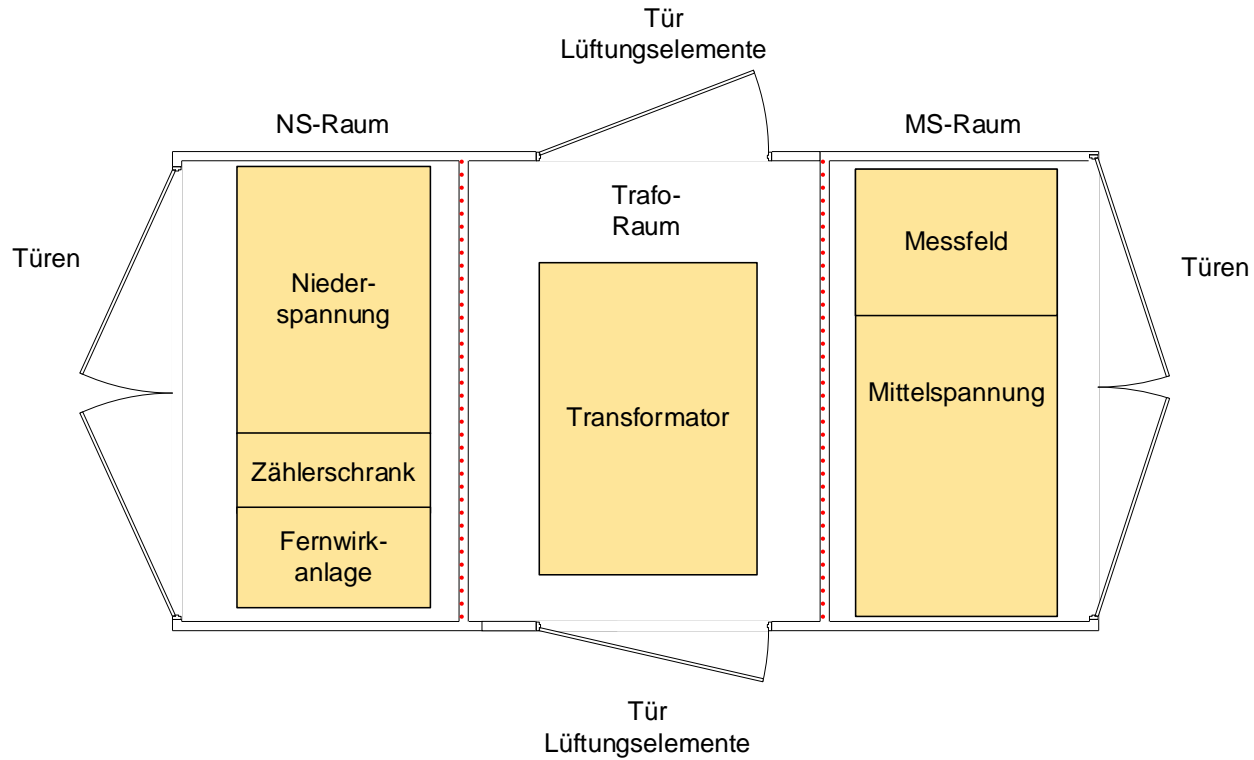 Tür
Lüftungselemente
NS-Raum
MS-Raum
Trafo-
Raum
Türen
Nieder-
spannung
Messfeld
Türen
Transformator
Mittelspannung
Zählerschrank
Fernwirk-
anlage
Tür
Lüftungselemente